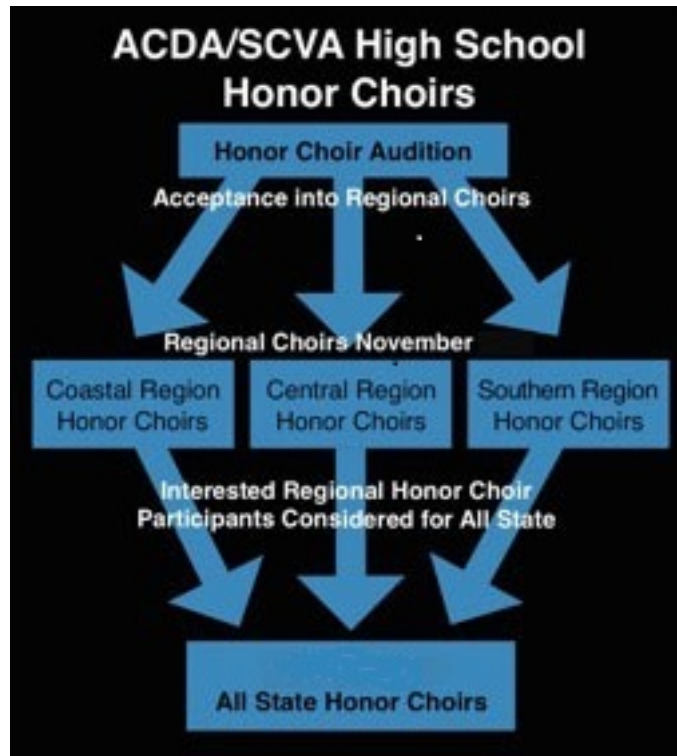 ACDA/SCVA High School
Honor Choirs
Honor Choir Audition
Acceptance into Regional Choirs
Regional Choirs November
Coastal Region
Honor Choirs
Central Region
Honor Choirs
Southern Region
Honor Choirs
Interested Regional Honor Choir
Participants Considered for All State
All State Honor Choirs